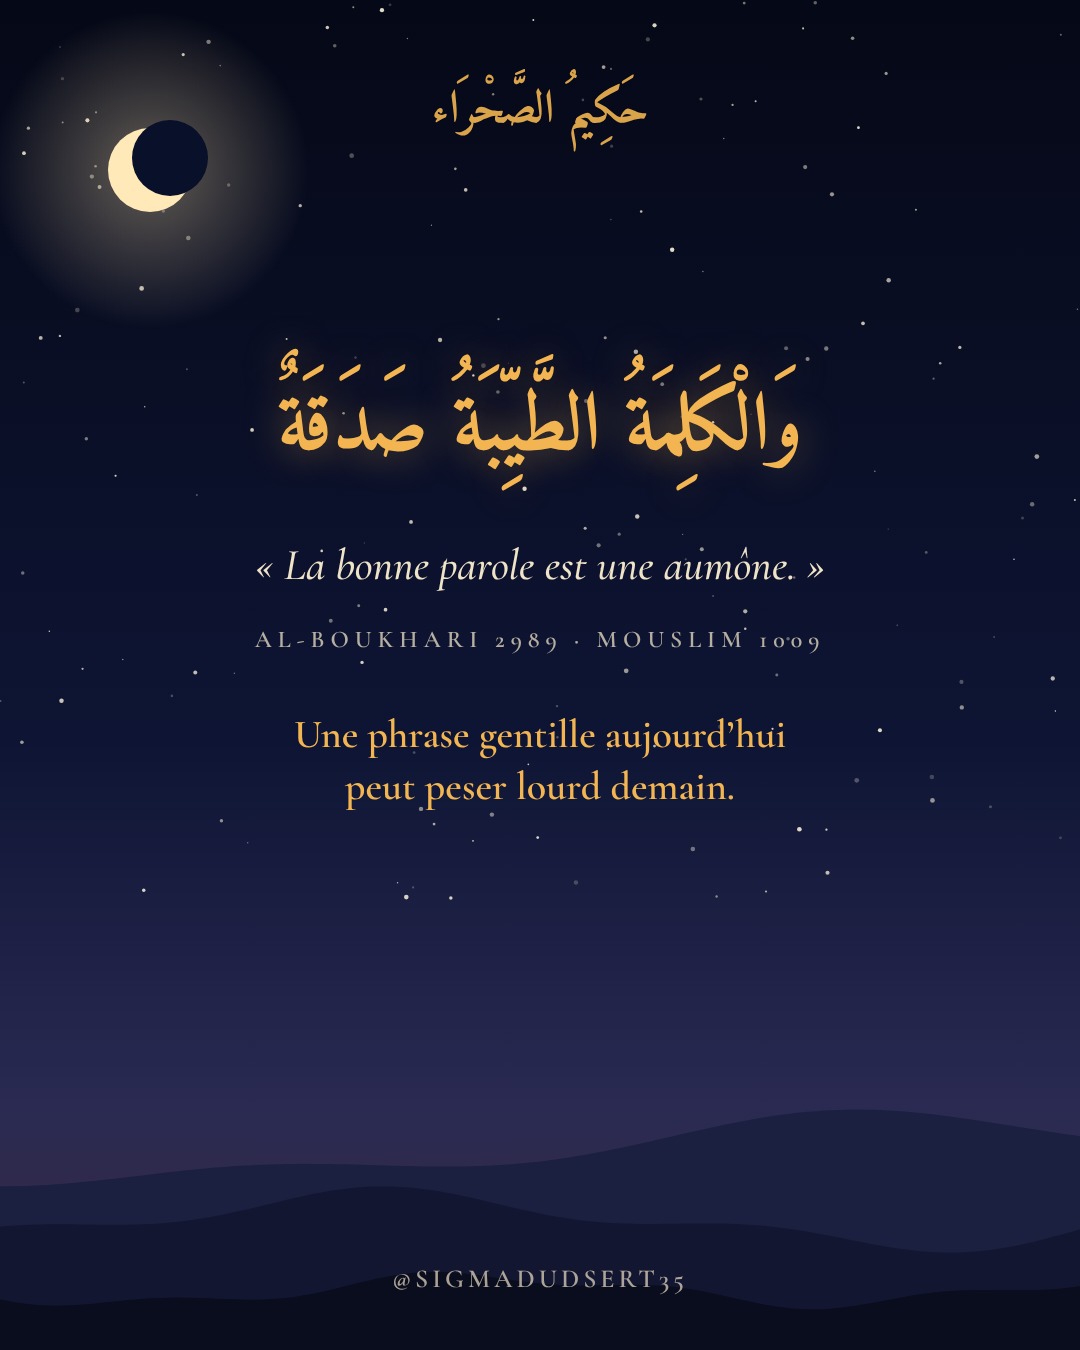 حَكِيمُ الصَّحْرَاء
وَالْكَلِمَةُ الطَّيِّبَةُ صَدَقَةٌ
« La bonne parole est une aumône. »
AL-BOUKHARI 2989 · MOUSLIM 1009
Une phrase gentille aujourd’hui
peut peser lourd demain.
@SIGMADUDSERT35